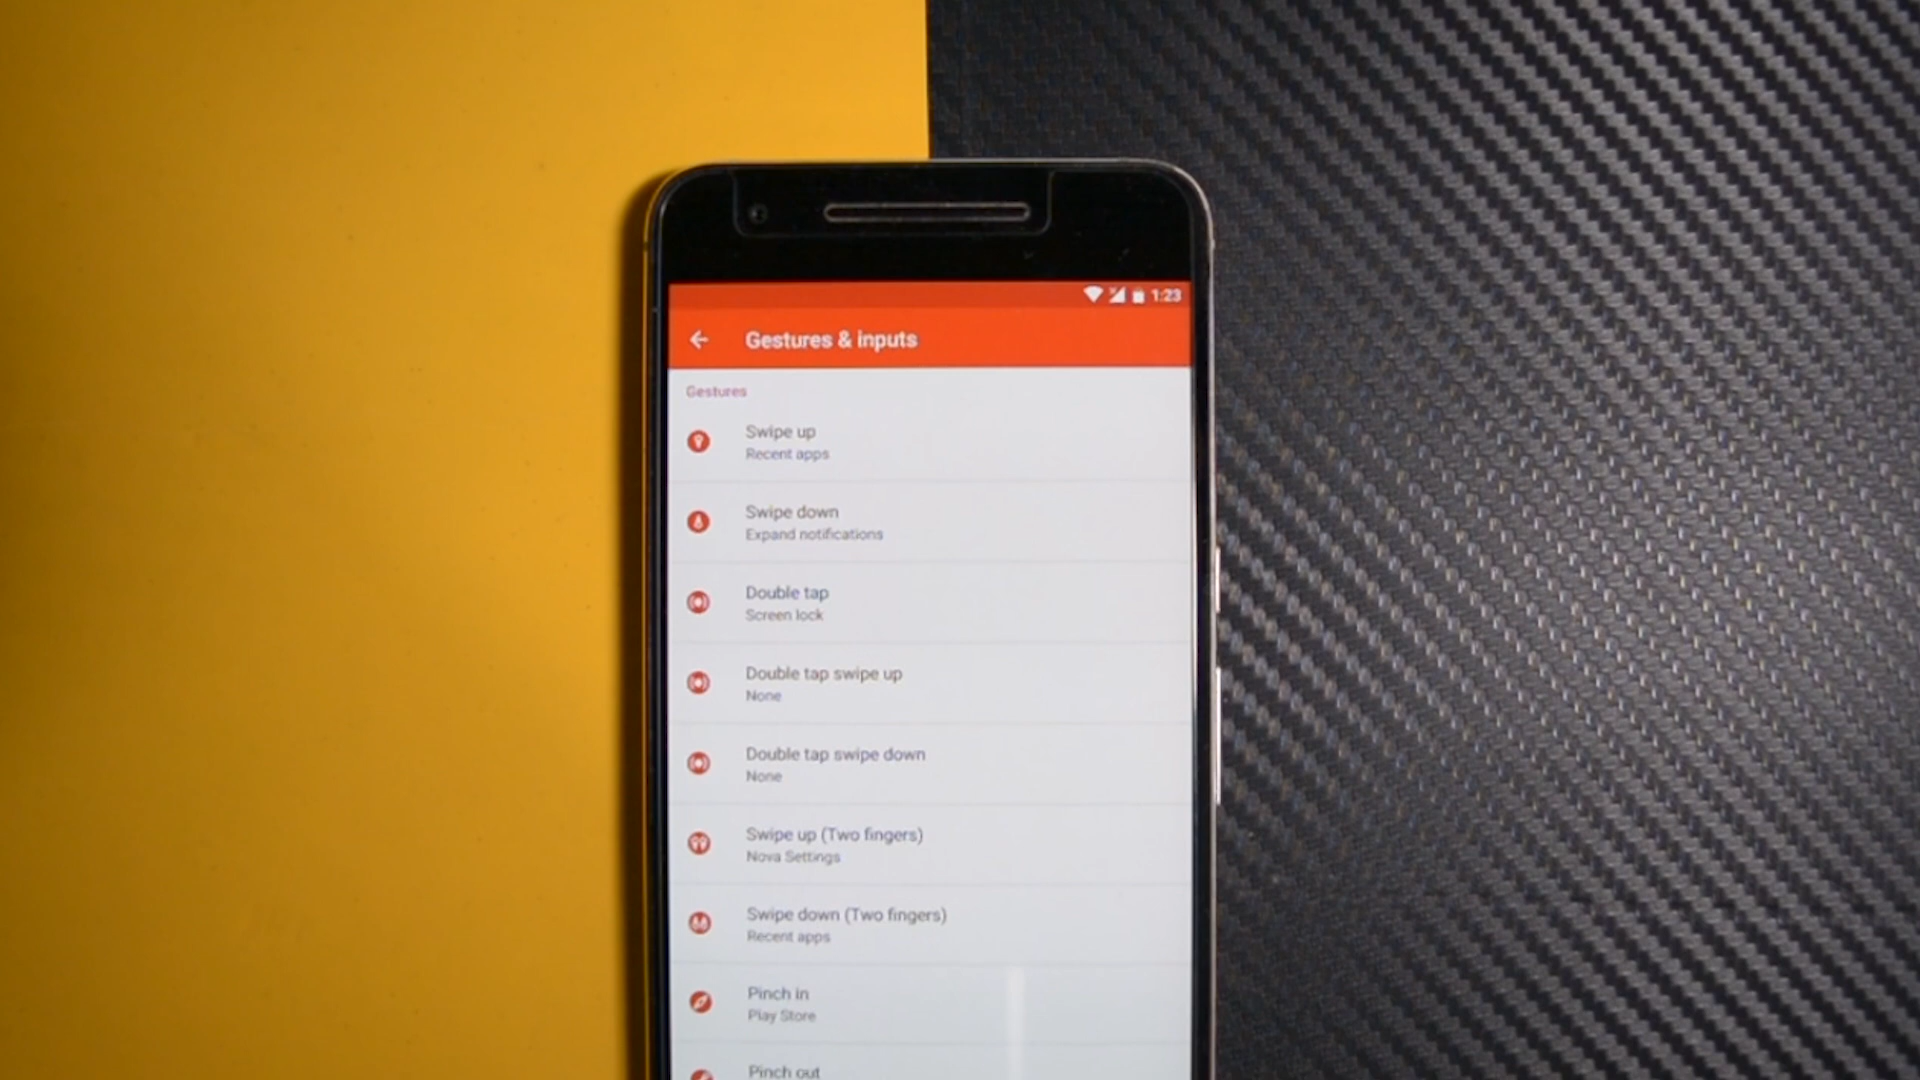 1:23
Gestures & inputs
Gestures
Swipe up
Recent apps
Swipe down
Expand notifications
Double tap
Screen lock
Double tap swipe up
None
Double tap swipe down
None
Swipe up (Two fingers)
Nova Settings
Swipe down (Two fingers)
Recent apps
Pinch in
Play Store
Pinch out